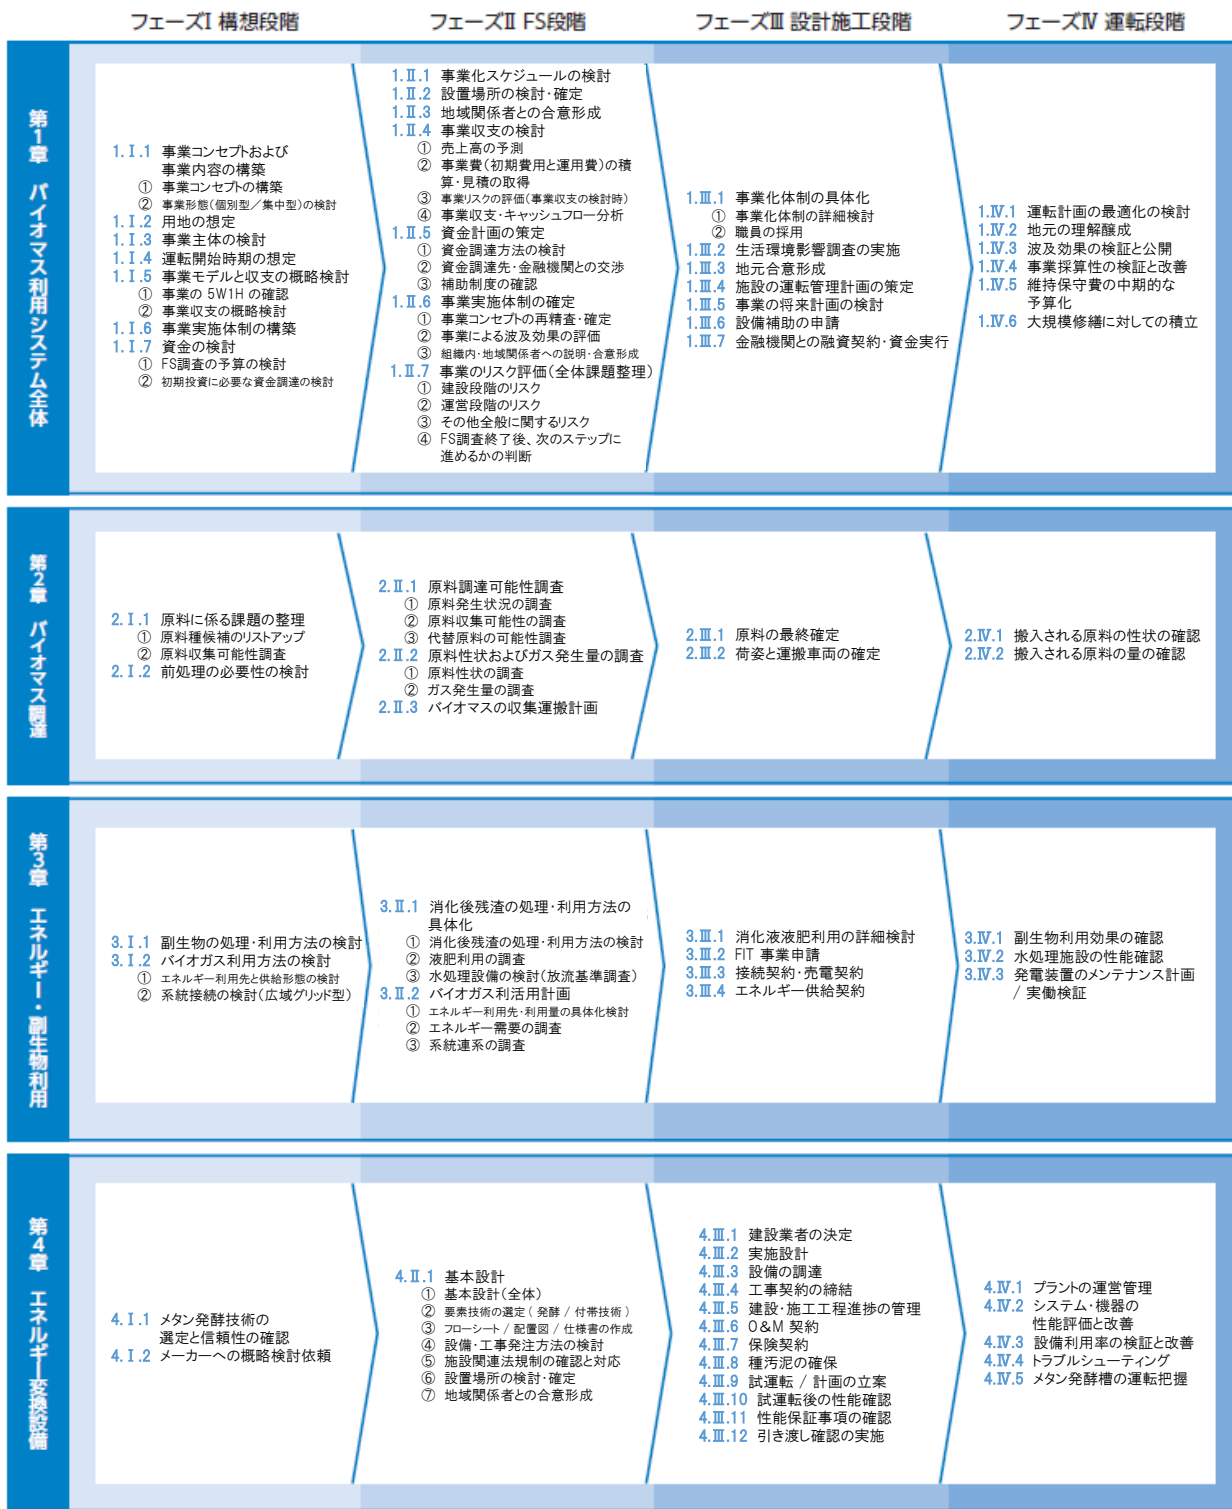 フェーズⅠ 構想段階
フェーズⅡ FS段階
フェーズⅢ 設計施工段階
フェーズⅣ 運転段階
第1章 バイオマス利用システム全体
1.Ⅰ.1 事業コンセプトおよび
事業内容の構築
① 事業コンセプトの構築
② 事業形態(個別型／集中型)の検討
1.Ⅰ.2 用地の想定
1.Ⅰ.3 事業主体の検討
1.Ⅰ.4 運転開始時期の想定
1.Ⅰ.5 事業モデルと収支の概略検討
① 事業の 5W1H の確認
② 事業収支の概略検討
1.Ⅰ.6 事業実施体制の構築
1.Ⅰ.7 資金の検討
① FS調査の予算の検討
② 初期投資に必要な資金調達の検討
1.Ⅱ.1 事業化スケジュールの検討
1.Ⅱ.2 設置場所の検討・確定
1.Ⅱ.3 地域関係者との合意形成
1.Ⅱ.4 事業収支の検討
① 売上高の予測
② 事業費(初期費用と運用費)の積
算・見積の取得
③ 事業リスクの評価(事業収支の検討時)
④ 事業収支・キャッシュフロー分析
1.Ⅱ.5 資金計画の策定
① 資金調達方法の検討
② 資金調達先・金融機関との交渉
③ 補助制度の確認
1.Ⅱ.6 事業実施体制の確定
① 事業コンセプトの再精査・確定
② 事業による波及効果の評価
③ 組織内・地域関係者への説明・合意形成
1.Ⅱ.7 事業のリスク評価(全体課題整理)
① 建設段階のリスク
② 運営段階のリスク
③ その他全般に関するリスク
④ FS調査終了後、次のステップに
進めるかの判断
1.Ⅲ.1 事業化体制の具体化
① 事業化体制の詳細検討
② 職員の採用
1.Ⅲ.2 生活環境影響調査の実施
1.Ⅲ.3 地元合意形成
1.Ⅲ.4 施設の運転管理計画の策定
1.Ⅲ.5 事業の将来計画の検討
1.Ⅲ.6 設備補助の申請
1.Ⅲ.7 金融機関との融資契約・資金実行
1.Ⅳ.1 運転計画の最適化の検討
1.Ⅳ.2 地元の理解醸成
1.Ⅳ.3 波及効果の検証と公開
1.Ⅳ.4 事業採算性の検証と改善
1.Ⅳ.5 維持保守費の中期的な
予算化
1.Ⅳ.6 大規模修繕に対しての積立
第2章 バイオマス調達
2.Ⅰ.1 原料に係る課題の整理
① 原料種候補のリストアップ
② 原料収集可能性調査
2.Ⅰ.2 前処理の必要性の検討
2.Ⅱ.1 原料調達可能性調査
① 原料発生状況の調査
② 原料収集可能性の調査
③ 代替原料の可能性調査
2.Ⅱ.2 原料性状およびガス発生量の調査
① 原料性状の調査
② ガス発生量の調査
2.Ⅱ.3 バイオマスの収集運搬計画
2.Ⅲ.1 原料の最終確定
2.Ⅲ.2 荷姿と運搬車両の確定
2.Ⅳ.1 搬入される原料の性状の確認
2.Ⅳ.2 搬入される原料の量の確認
第3章 エネルギー・副生物利用
3.Ⅰ.1 副生物の処理・利用方法の検討
3.Ⅰ.2 バイオガス利用方法の検討
① エネルギー利用先と供給形態の検討
② 系統接続の検討(広域グリッド型)
3.Ⅱ.1 消化後残渣の処理・利用方法の
具体化
① 消化後残渣の処理・利用方法の検討
② 液肥利用の調査
③ 水処理設備の検討(放流基準調査)
3.Ⅱ.2 バイオガス利活用計画
① エネルギー利用先・利用量の具体化検討
② エネルギー需要の調査
③ 系統連系の調査
3.Ⅲ.1 消化液液肥利用の詳細検討
3.Ⅲ.2 FIT 事業申請
3.Ⅲ.3 接続契約・売電契約
3.Ⅲ.4 エネルギー供給契約
3.Ⅳ.1 副生物利用効果の確認
3.Ⅳ.2 水処理施設の性能確認
3.Ⅳ.3 発電装置のメンテナンス計画
/ 実働検証
第4章 エネルギー変換設備
4.Ⅰ.1 メタン発酵技術の
選定と信頼性の確認
4.Ⅰ.2 メーカーへの概略検討依頼
4.Ⅱ.1 基本設計
① 基本設計(全体)
② 要素技術の選定 ( 発酵 / 付帯技術 )
③ フローシート / 配置図 / 仕様書の作成
④ 設備・工事発注方法の検討
⑤ 施設関連法規制の確認と対応
⑥ 設置場所の検討・確定
⑦ 地域関係者との合意形成
4.Ⅲ.1 建設業者の決定
4.Ⅲ.2 実施設計
4.Ⅲ.3 設備の調達
4.Ⅲ.4 工事契約の締結
4.Ⅲ.5 建設・施工工程進捗の管理
4.Ⅲ.6 O&M 契約
4.Ⅲ.7 保険契約
4.Ⅲ.8 種汚泥の確保
4.Ⅲ.9 試運転 / 計画の立案
4.Ⅲ.10 試運転後の性能確認
4.Ⅲ.11 性能保証事項の確認
4.Ⅲ.12 引き渡し確認の実施
4.Ⅳ.1 プラントの運営管理
4.Ⅳ.2 システム・機器の
性能評価と改善
4.Ⅳ.3 設備利用率の検証と改善
4.Ⅳ.4 トラブルシューティング
4.Ⅳ.5 メタン発酵槽の運転把握